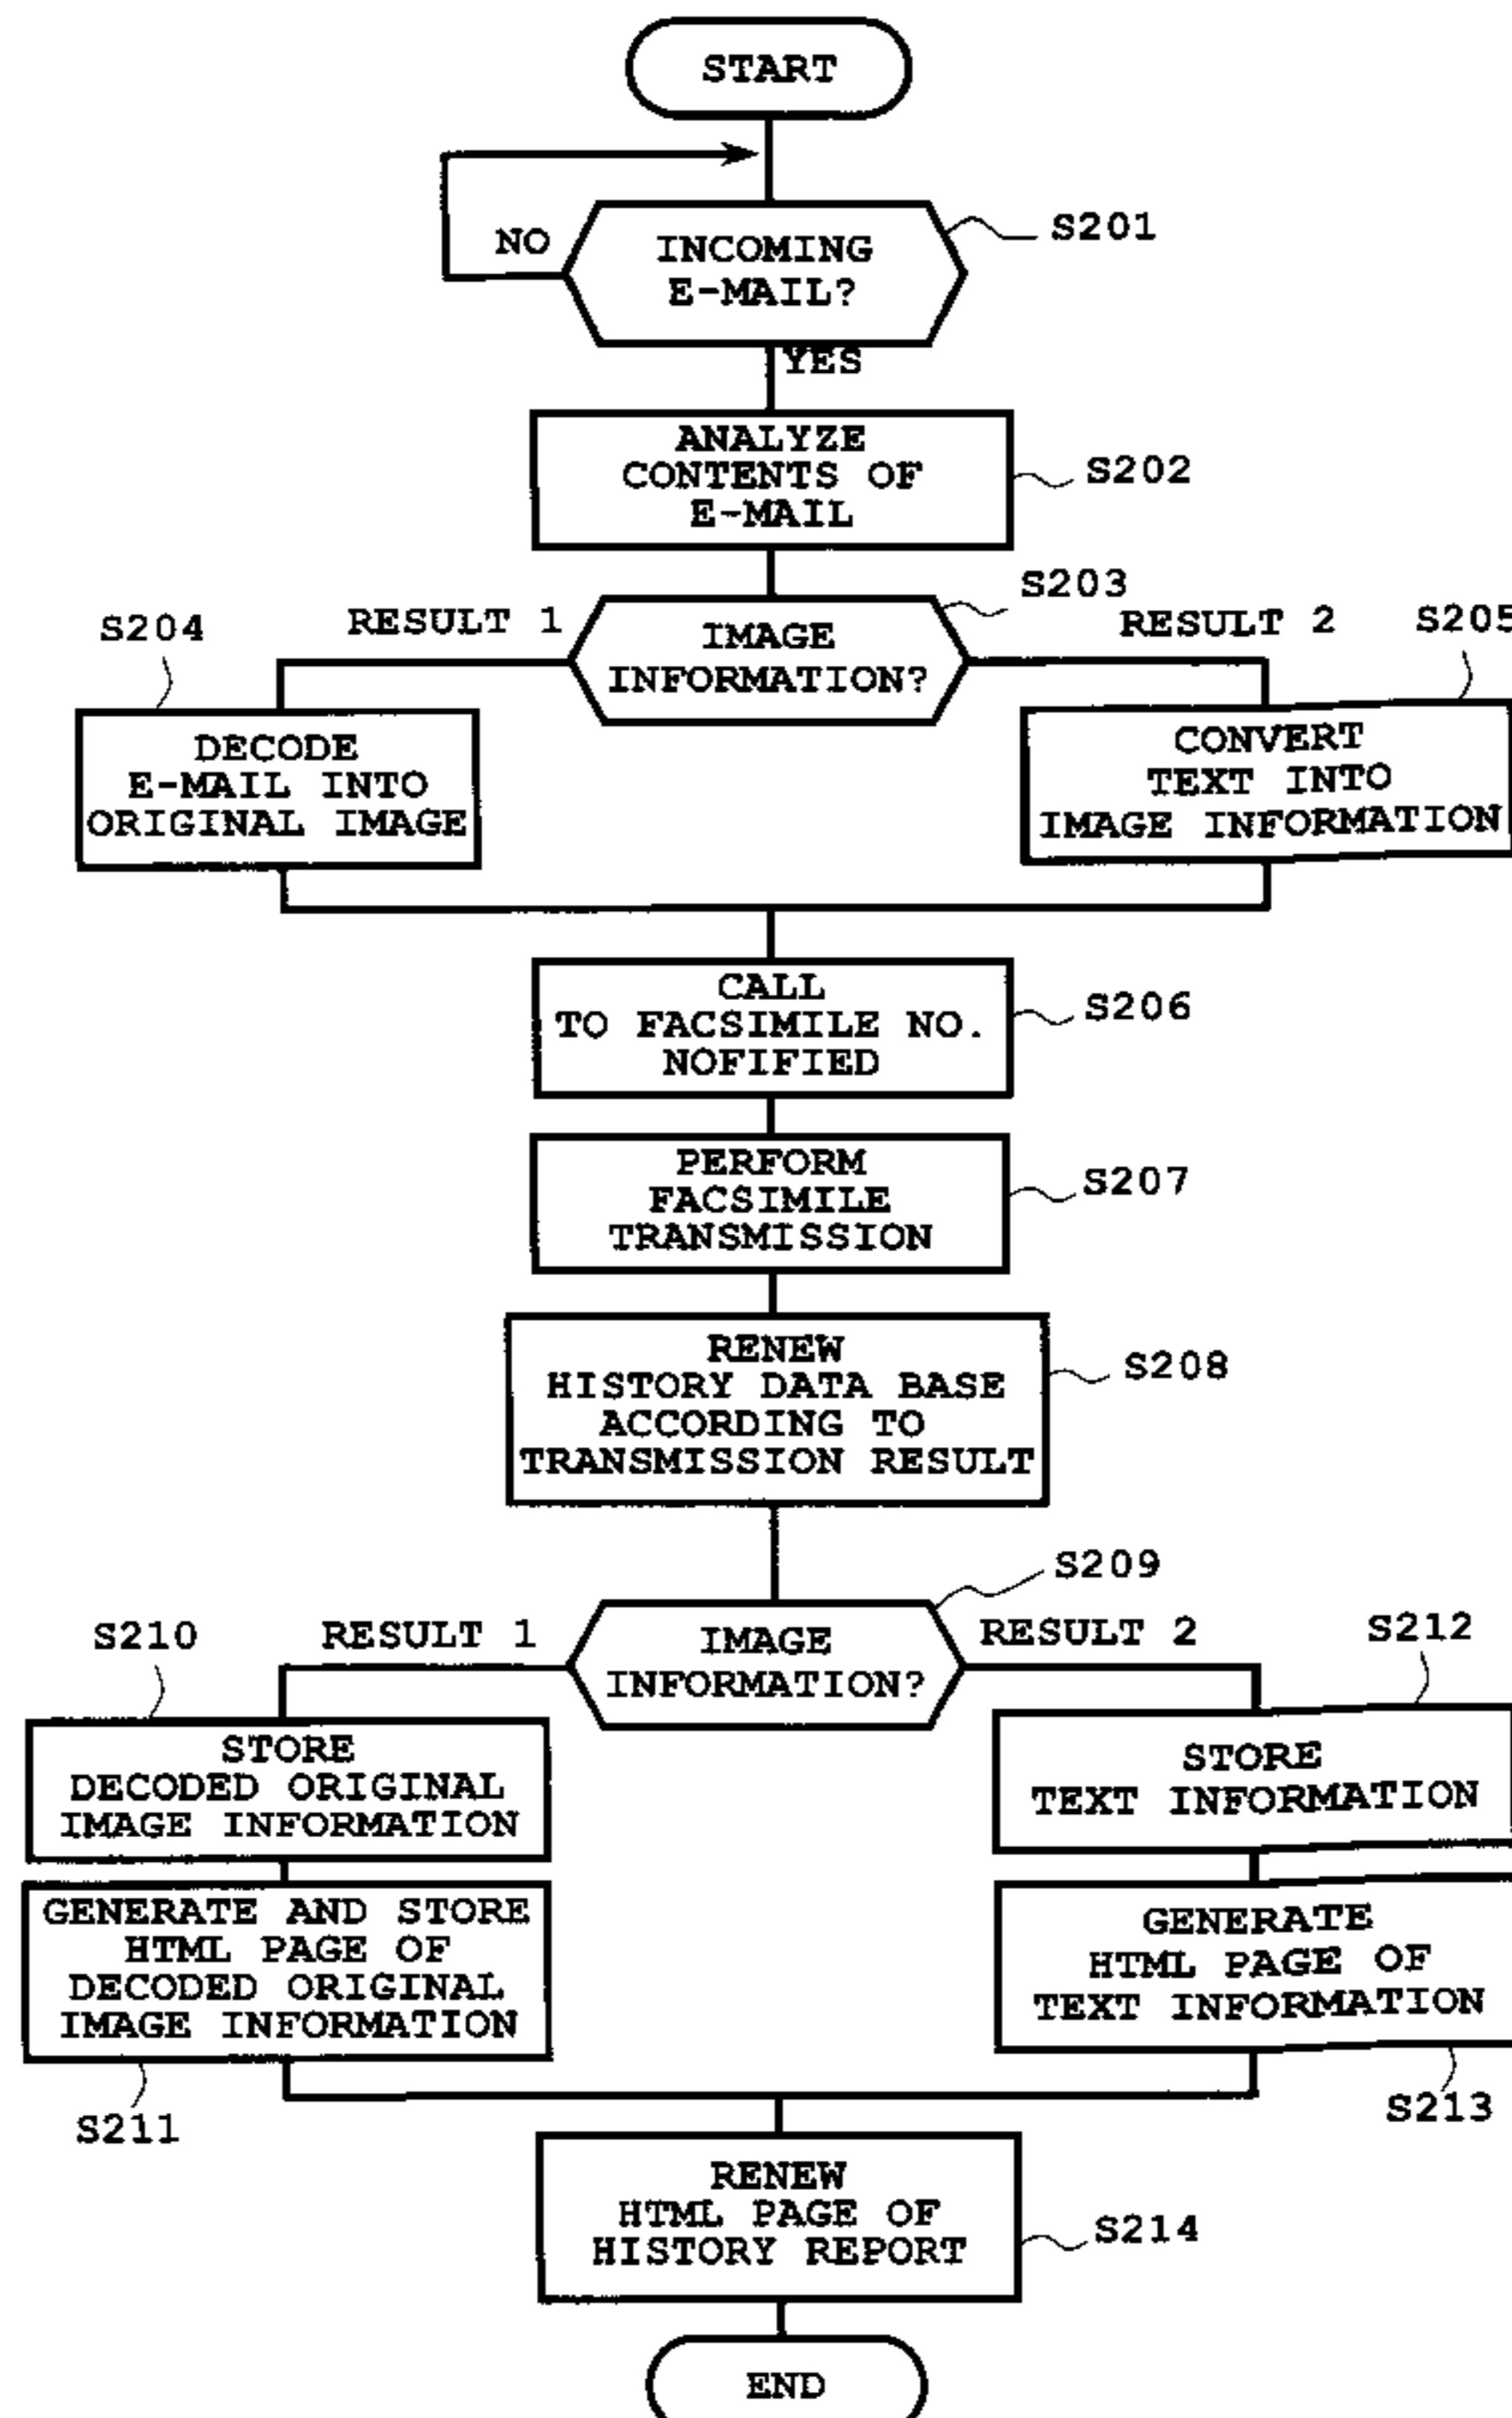 START
NO
INCOMING
E-MAIL?
S201
YES
ANALYZE
CONTENTS OF
E-MAIL
S202
S203
S204
RESULT 1
IMAGE
INFORMATION?
RESULT 2
S205
DECODE
E-MAIL INTO
ORIGINAL IMAGE
CONVERT
TEXT INTO
IMAGE INFORMATION
CALL
TO FACSIMILE NO.
NOFIFIED
S206
PERFORM
FACSIMILE
TRANSMISSION
S207
RENEW
HISTORY DATA BASE
ACCORDING TO
TRANSMISSION RESULT
S208
S209
S210
RESULT 1
IMAGE
INFORMATION?
RESULT 2
S212
STORE
DECODED ORIGINAL
IMAGE INFORMATION
STORE
TEXT INFORMATION
GENERATE AND STORE
HTML PAGE OF
DECODED ORIGINAL
IMAGE INFORMATION
GENERATE
HTML PAGE OF
TEXT INFORMATION
S211
S213
RENEW
HTML PAGE OF
HISTORY REPORT
S214
END